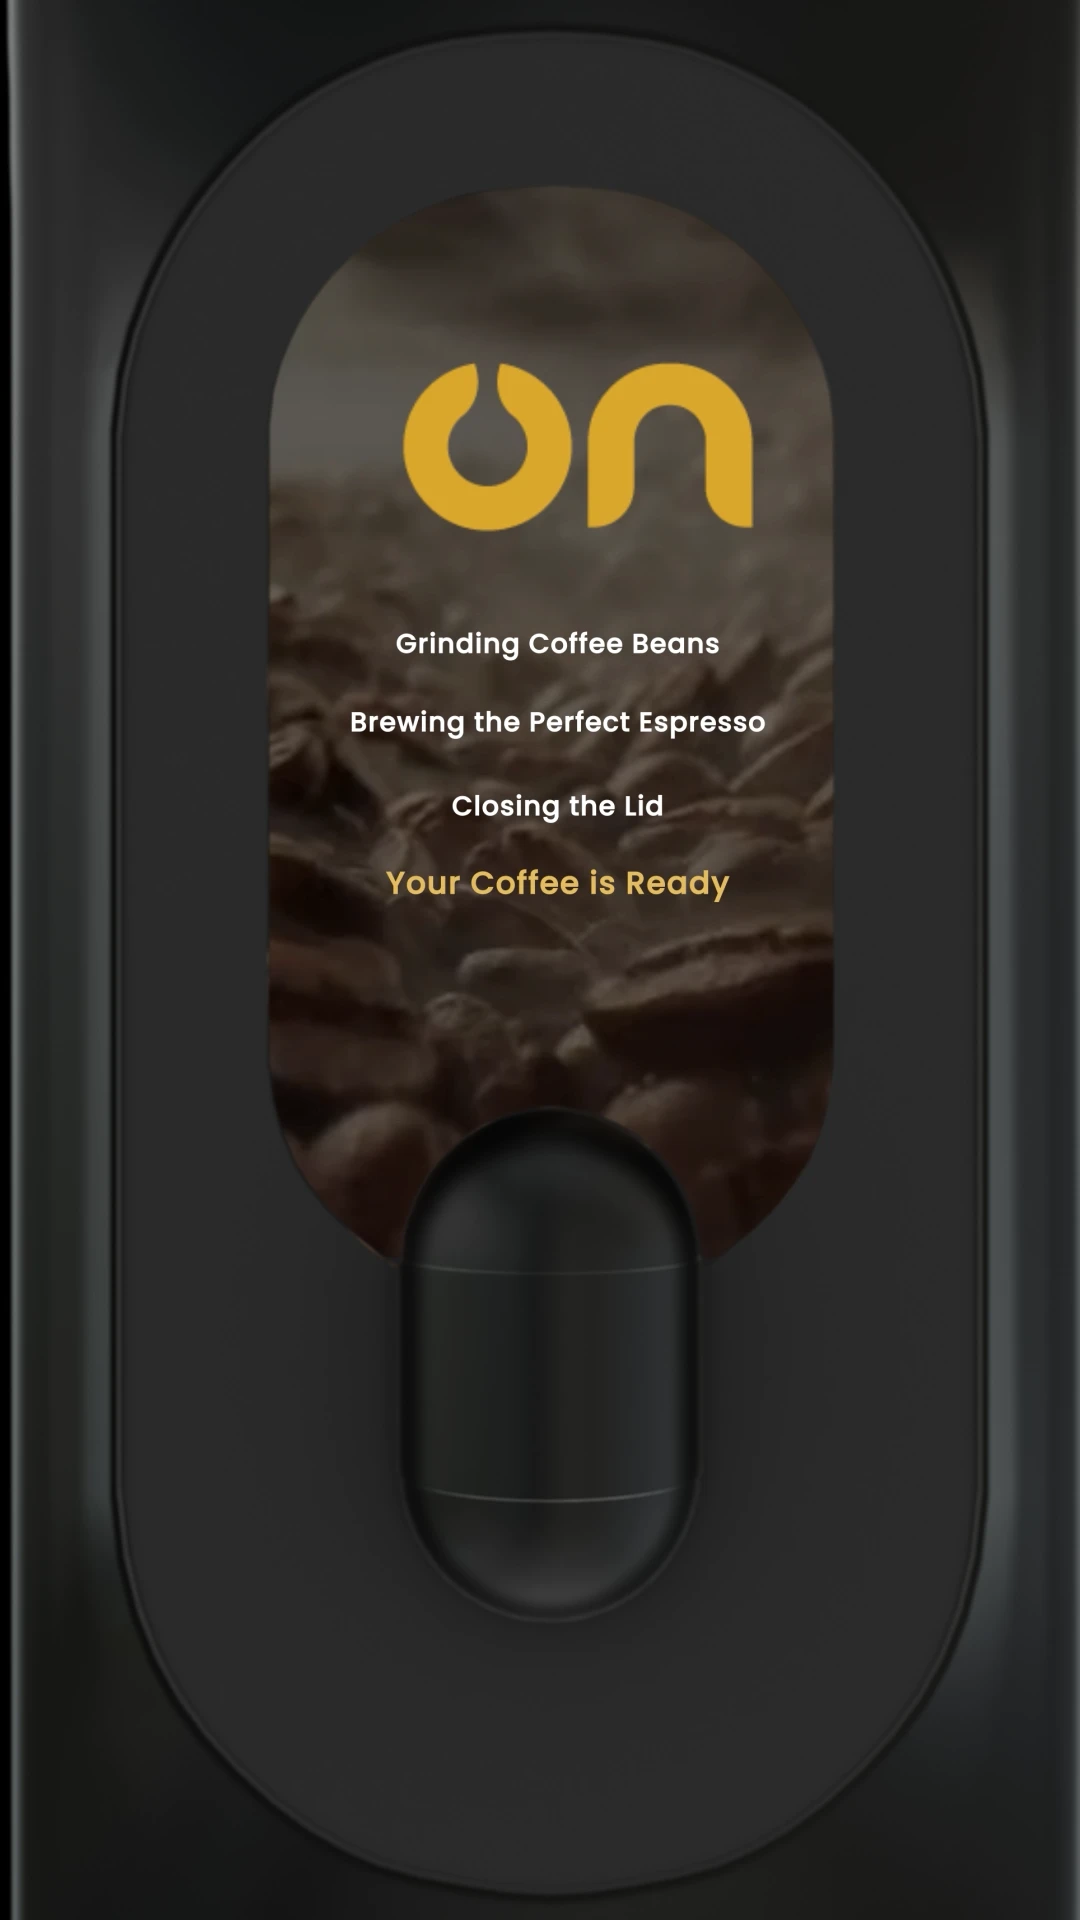 on
Grinding Coffee Beans
Brewing the Perfect Espresso
Closing the Lid
Your Coffee is Ready